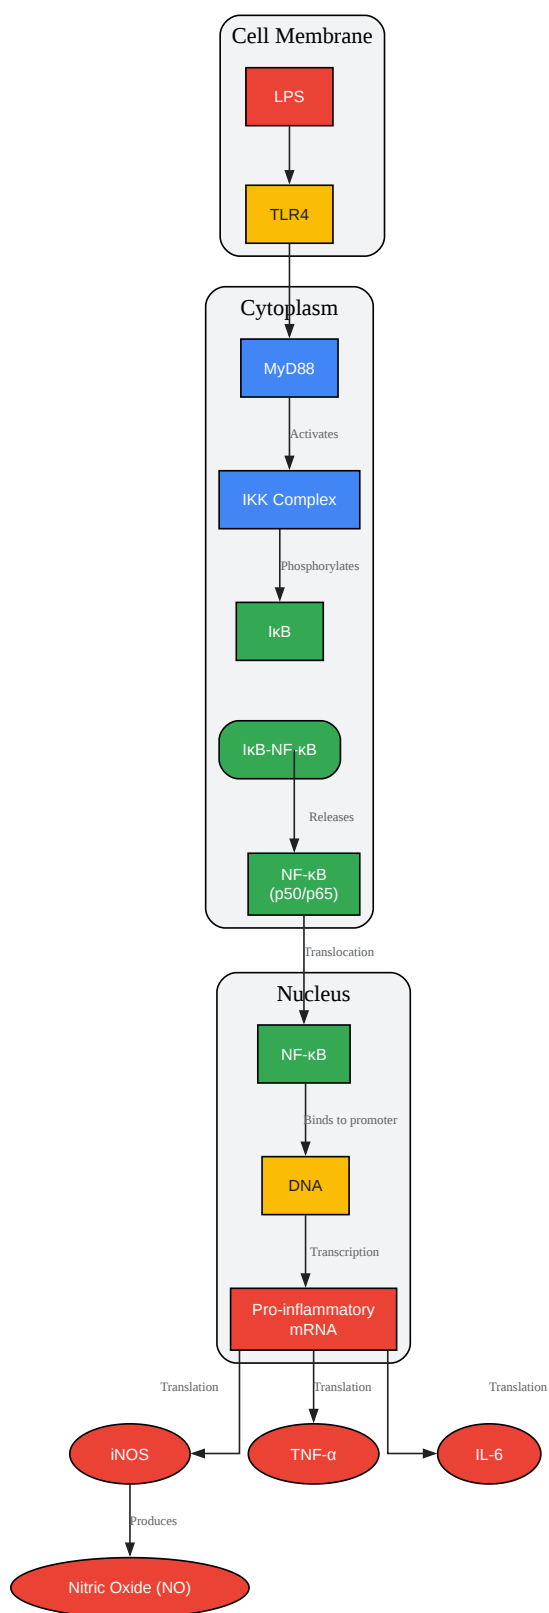 Cell Membrane
LPS
TLR4
Cytoplasm
MyD88
Activates
IKK Complex
Phosphorylates
IκB
IκB-NF-κB
Releases
NF-κB
(p50/p65)
Translocation
Nucleus
NF-κB
Binds to promoter
DNA
Transcription
Pro-inflammatory
mRNA
Translation
Translation
Translation
iNOS
TNF-α
IL-6
Produces
Nitric Oxide (NO)